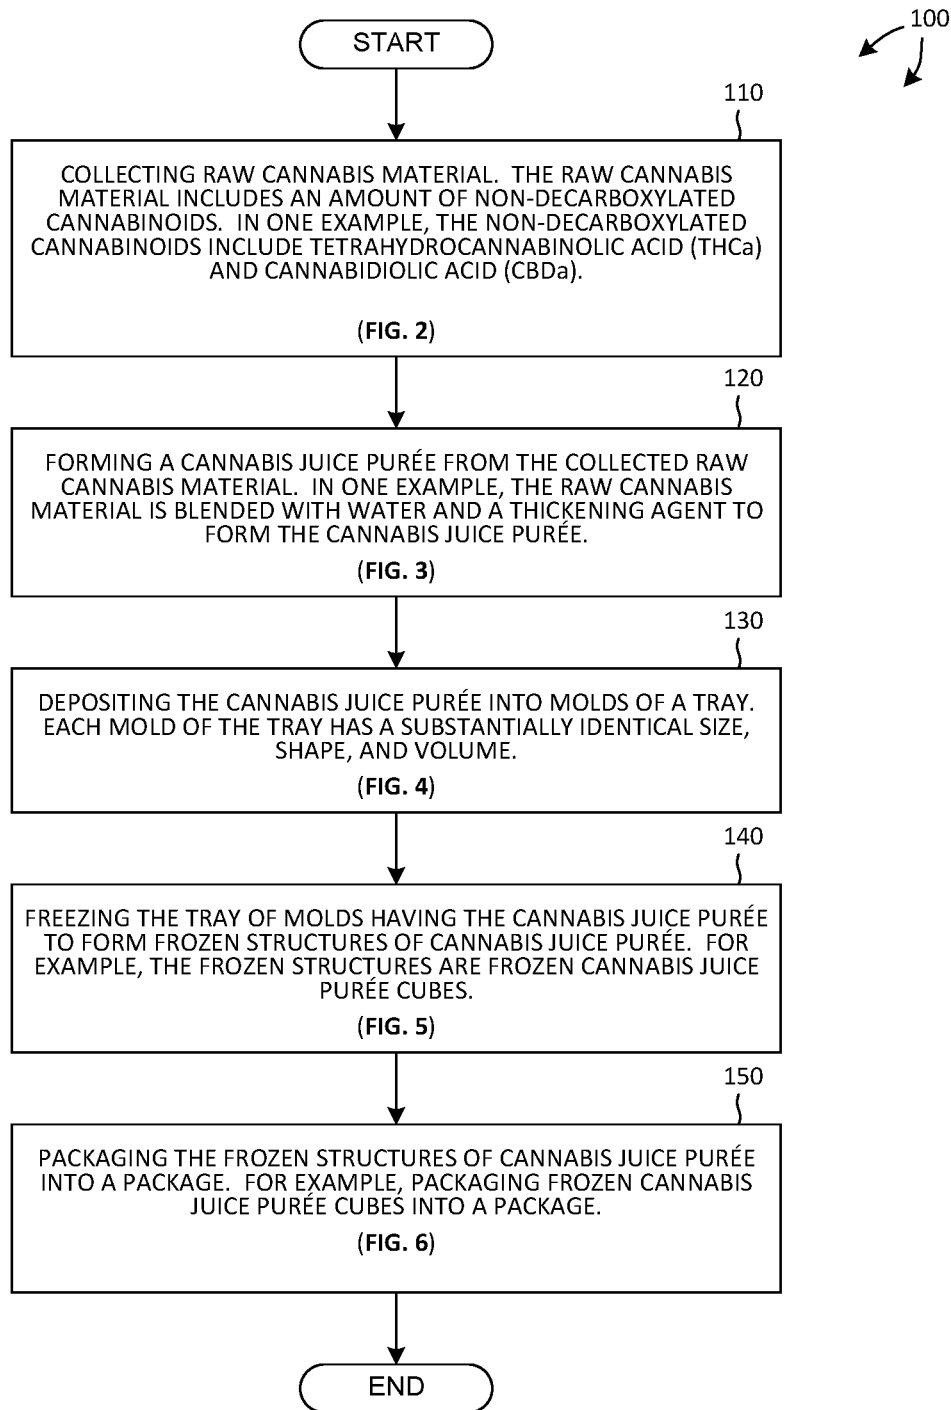 100
START
110
COLLECTING RAW CANNABIS MATERIAL. THE RAW CANNABIS
MATERIAL INCLUDES AN AMOUNT OF NON-DECARBOXYLATED
CANNABINOIDS. IN ONE EXAMPLE, THE NON-DECARBOXYLATED
CANNABINOIDS INCLUDE TETRAHYDROCANNABINOLIC ACID (THCa)
AND CANNABIDIOLIC ACID (CBDa).
(FIG. 2)
120
FORMING A CANNABIS JUICE PURÉE FROM THE COLLECTED RAW
CANNABIS MATERIAL. IN ONE EXAMPLE, THE RAW CANNABIS
MATERIAL IS BLENDED WITH WATER AND A THICKENING AGENT TO
FORM THE CANNABIS JUICE PURÉE.
(FIG. 3)
130
DEPOSITING THE CANNABIS JUICE PURÉE INTO MOLDS OF A TRAY.
EACH MOLD OF THE TRAY HAS A SUBSTANTIALLY IDENTICAL SIZE,
SHAPE, AND VOLUME.
(FIG. 4)
140
FREEZING THE TRAY OF MOLDS HAVING THE CANNABIS JUICE PURÉE
TO FORM FROZEN STRUCTURES OF CANNABIS JUICE PURÉE. FOR
EXAMPLE, THE FROZEN STRUCTURES ARE FROZEN CANNABIS JUICE
PURÉE CUBES.
(FIG. 5)
150
PACKAGING THE FROZEN STRUCTURES OF CANNABIS JUICE PURÉE
INTO A PACKAGE. FOR EXAMPLE, PACKAGING FROZEN CANNABIS
JUICE PURÉE CUBES INTO A PACKAGE.
(FIG. 6)
END